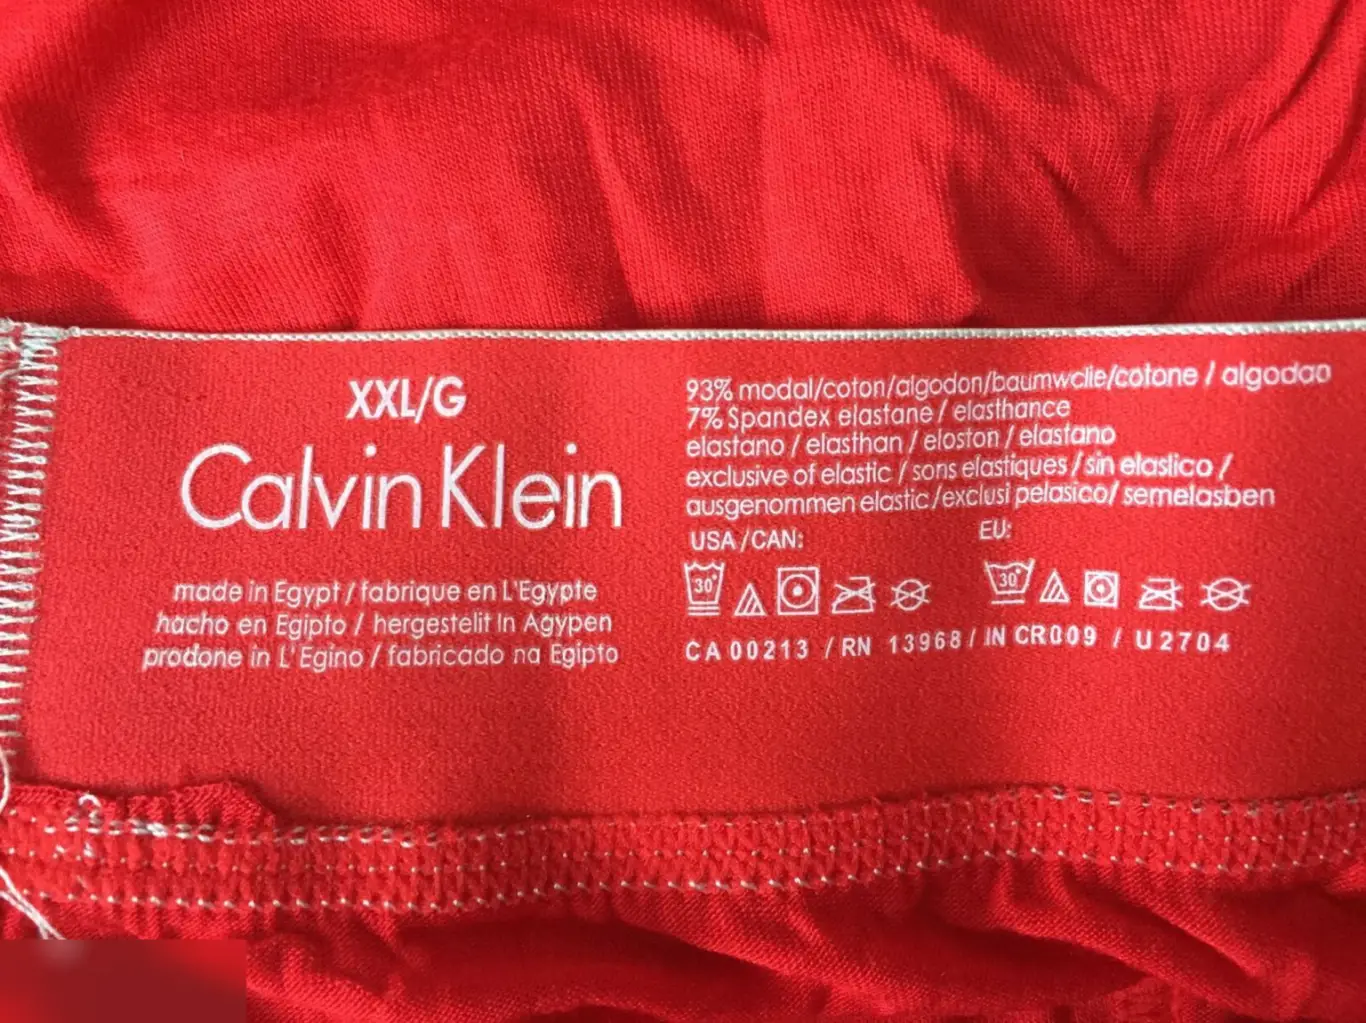 XXL/G
Calvin Klein
made in Egypt / fabrique en L'Egypte
hacho en Egipto / hergestelit In Agypen
prodone in L'Egino / fabricado na Egipto
93% modal/coton/algodon/baumwclie/cotone / algodao
7% Spandex elastane / elasthance
elastano / elasthan / eloston / elastano
exclusive of elastic / sons elastiques / sin elastico /
ausgenommen elastic/exclusi pelasico/ semelasben
USA/CAN:
EU:
30°
30°
CA 00213 / RN 13968 / IN CR009 / U2704